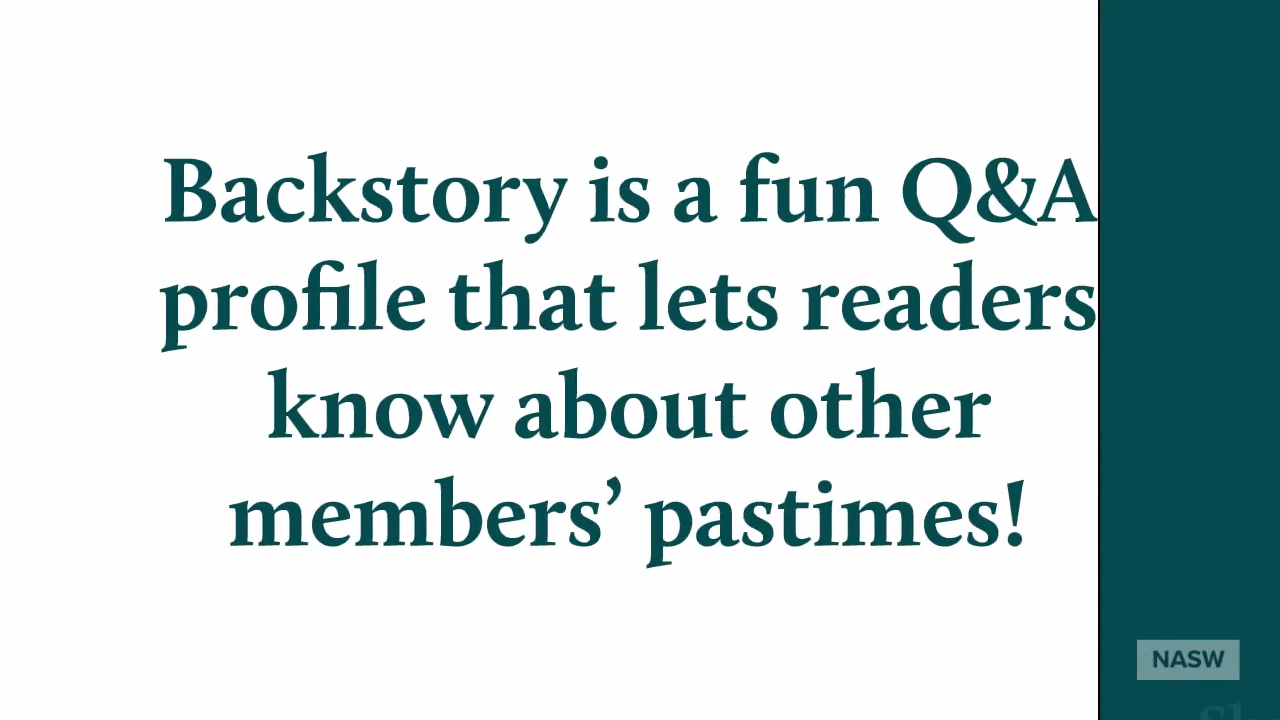 Backstory is a fun Q&A
profile that lets readers
know about other
members’ pastimes!
NASW